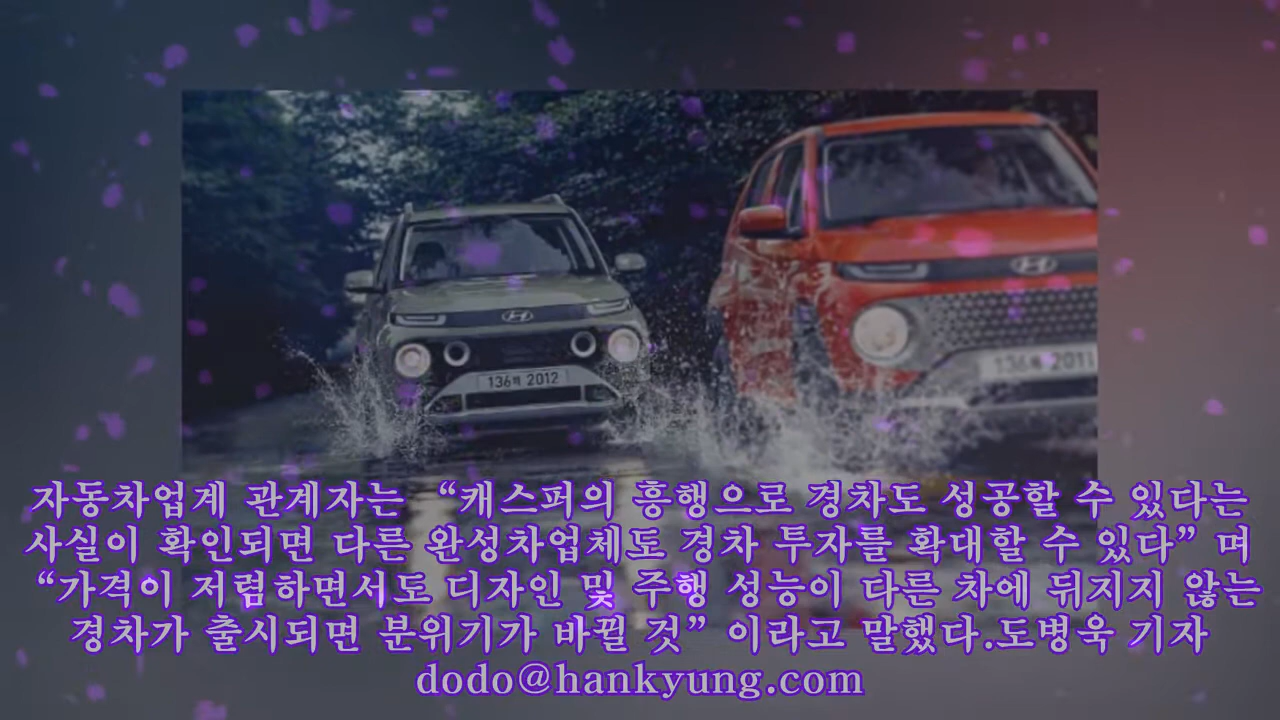 136허 2012
자동차업계 관계자는 “캐스퍼의 흥행으로 경차도 성공할 수 있다는
사실이 확인되면 다른 완성차업체도 경차 투자를 확대할 수 있다” 며
“가격이 저렴하면서도 디자인 및 주행 성능이 다른 차에 뒤지지 않는
경차가 출시되면 분위기가 바뀔 것” 이라고 말했다.도병욱 기자
dodo@hankyung.com